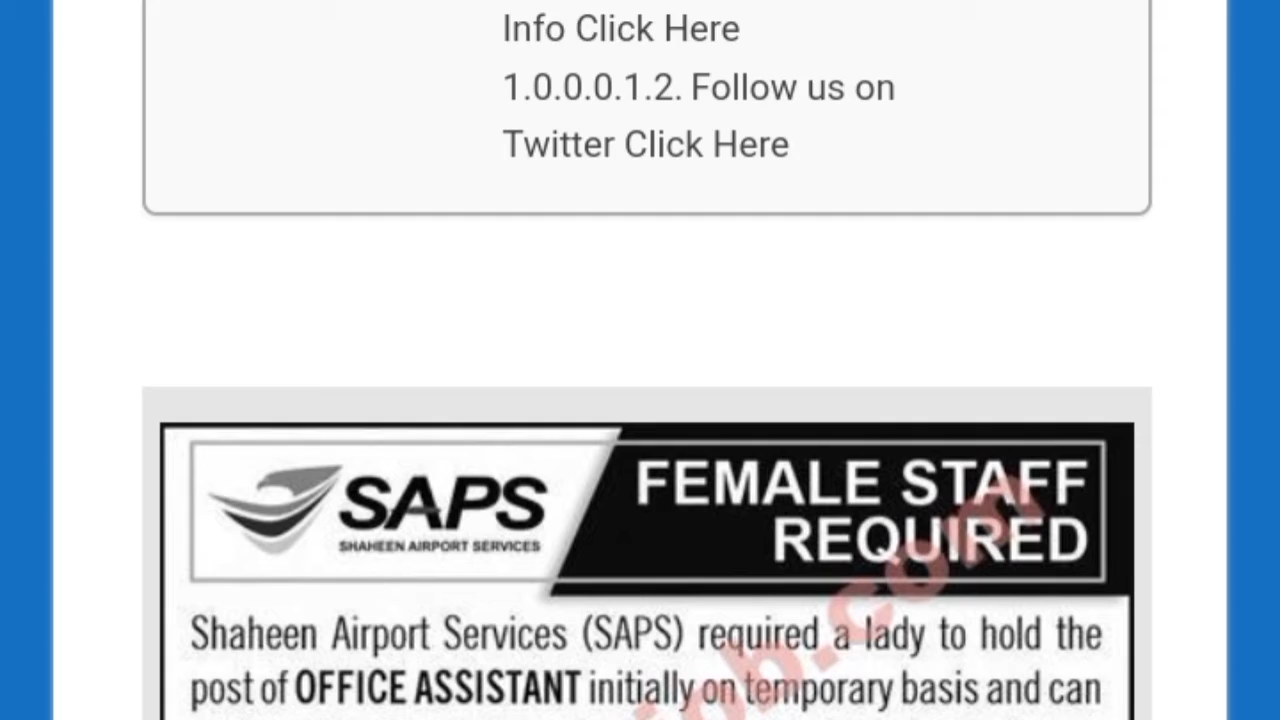 Info Click Here
1.0.0.0.1.2. Follow us on
Twitter Click Here
SAPS
SHAHEEN AIRPORT SERVICES
FEMALE STAFF
REQUIRED
Shaheen Airport Services (SAPS) required a lady to hold the
post of OFFICE ASSISTANT initially on temporary basis and can
job.com